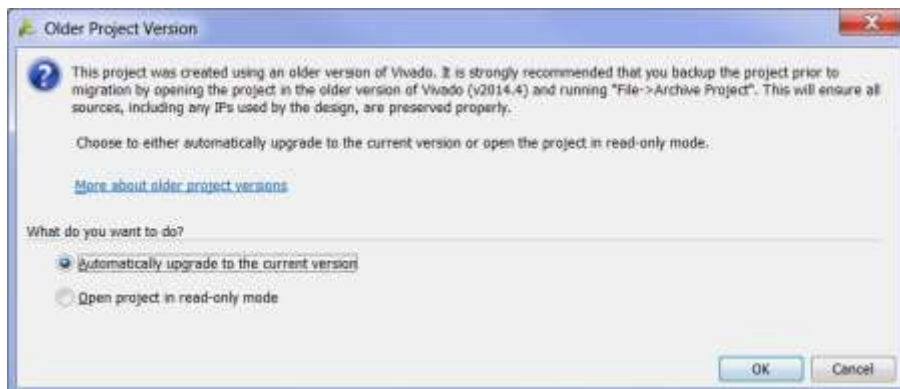 Older Project Version
This project was created using an older version of Vivado. It is strongly recommended that you backup the project prior to
migration by opening the project in the older version of Vivado (v2014.4) and running "File->Archive Project". This will ensure all
sources, including any IPs used by the design, are preserved properly.
Choose to either automatically upgrade to the current version or open the project in read-only mode.
More about older project versions
What do you want to do?
Automatically upgrade to the current version
Open project in read-only mode
OK Cancel